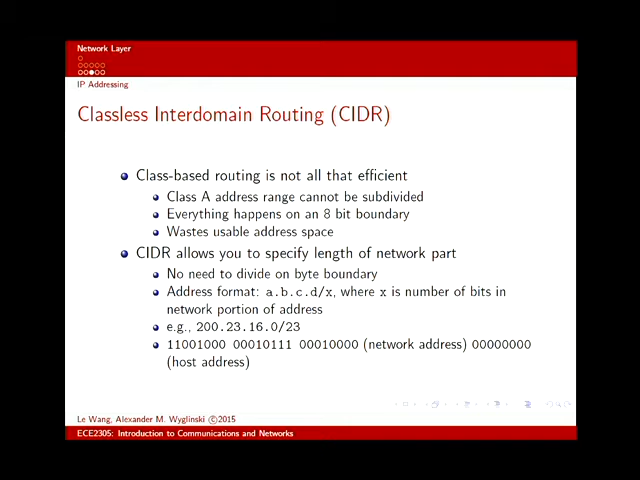 Network Layer
IP Addressing
Classless Interdomain Routing (CIDR)
Class-based routing is not all that efficient
Class A address range cannot be subdivided
Everything happens on an 8 bit boundary
Wastes usable address space
CIDR allows you to specify length of network part
No need to divide on byte boundary
Address format: a.b.c.d/x, where x is number of bits in
network portion of address
e.g., 200.23.16.0/23
11001000 00010111 00010000 (network address) 00000000
(host address)
Le Wang, Alexander M. Wyglinski ©2015
ECE2305: Introduction to Communications and Networks